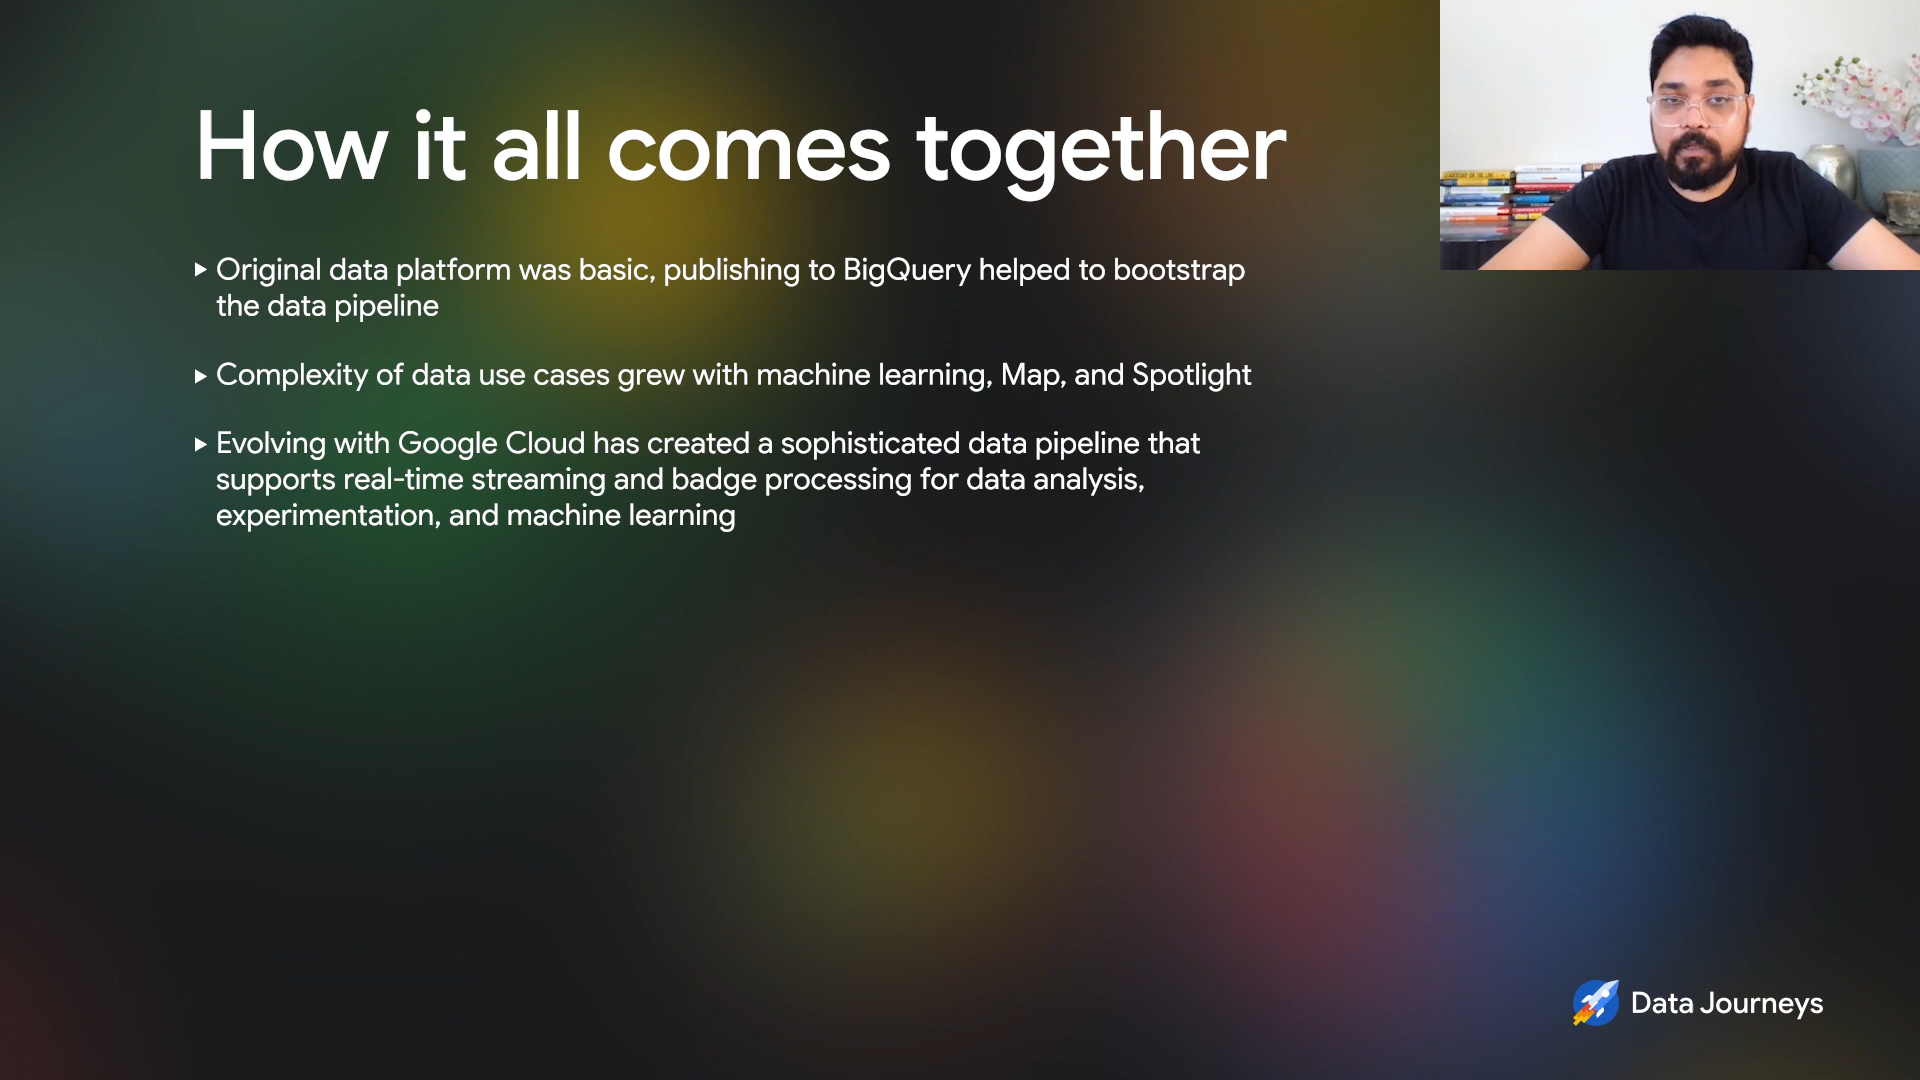 How it all comes together
▸ Original data platform was basic, publishing to BigQuery helped to bootstrap
the data pipeline
▸ Complexity of data use cases grew with machine learning, Map, and Spotlight
▸ Evolving with Google Cloud has created a sophisticated data pipeline that
supports real-time streaming and badge processing for data analysis,
experimentation, and machine learning
Data Journeys